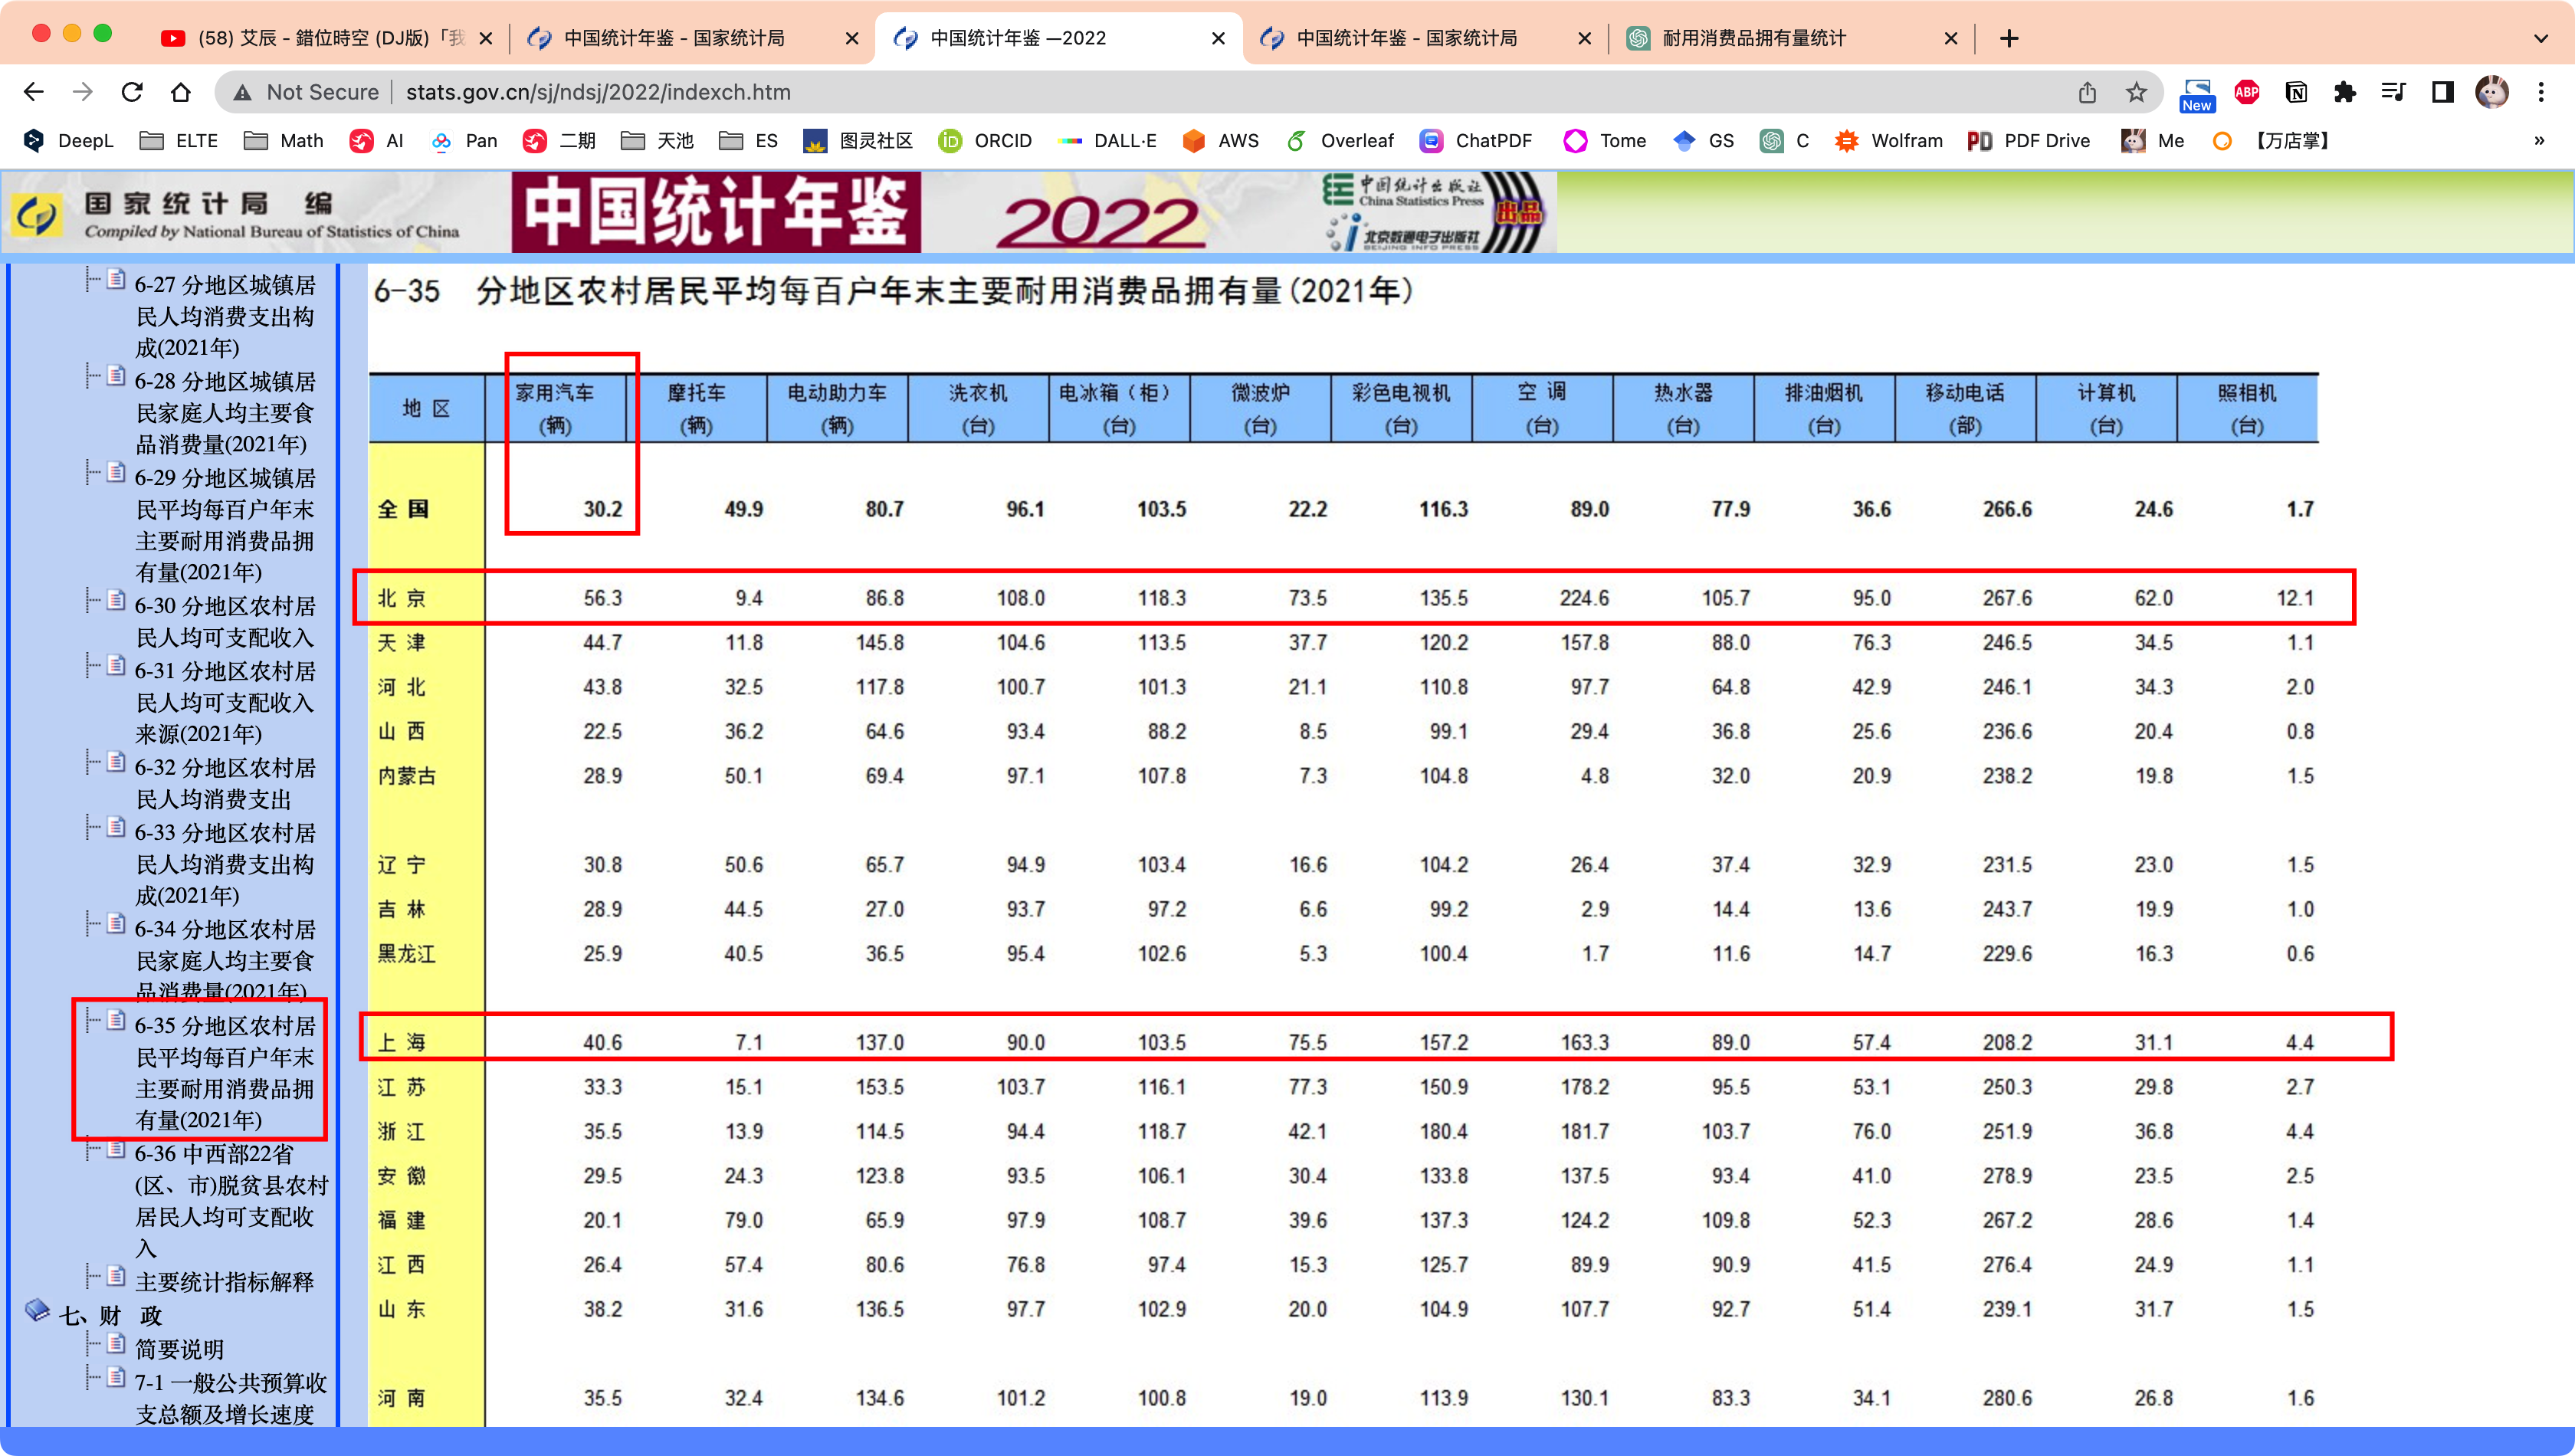 (58) 艾辰 - 錯位時空 (DJ版)「我
中国统计年鉴 - 国家统计局
中国统计年鉴 —2022
中国统计年鉴 - 国家统计局
耐用消费品拥有量统计
Not Secure stats.gov.cn/sj/ndsj/2022/indexch.htm
New ABP
DeepL ELTE Math AI Pan 二期 天池 ES 图灵社区 iD ORCID DALL·E AWS Overleaf ChatPDF Tome GS C Wolfram PD PDF Drive Me 【万店掌】 »
国家统计局 编
Compiled by National Bureau of Statistics of China
中国统计年鉴
2022
中国统计出版社
China Statistics Press
北京数通电子出版社
BEIJING INFO PRESS
出品
6-27 分地区城镇居
民人均消费支出构
成(2021年)
6-28 分地区城镇居
民家庭人均主要食
品消费量(2021年)
6-29 分地区城镇居
民平均每百户年末
主要耐用消费品拥
有量(2021年)
6-30 分地区农村居
民人均可支配收入
6-31 分地区农村居
民人均可支配收入
来源(2021年)
6-32 分地区农村居
民人均消费支出
6-33 分地区农村居
民人均消费支出构
成(2021年)
6-34 分地区农村居
民家庭人均主要食
品消费量(2021年)
6-35 分地区农村居
民平均每百户年末
主要耐用消费品拥
有量(2021年)
6-36 中西部22省
(区、市)脱贫县农村
居民人均可支配收
入
主要统计指标解释
七、财 政
简要说明
7-1 一般公共预算收
支总额及增长速度
6-35 分地区农村居民平均每百户年末主要耐用消费品拥有量(2021年)
地 区 家用汽车 摩托车 电动助力车 洗衣机 电冰箱（柜） 微波炉 彩色电视机 空 调 热水器 排油烟机 移动电话 计算机 照相机
(辆) (辆) (辆) (台) (台) (台) (台) (台) (台) (台) (部) (台) (台)
全 国 30.2 49.9 80.7 96.1 103.5 22.2 116.3 89.0 77.9 36.6 266.6 24.6 1.7
北 京 56.3 9.4 86.8 108.0 118.3 73.5 135.5 224.6 105.7 95.0 267.6 62.0 12.1
天 津 44.7 11.8 145.8 104.6 113.5 37.7 120.2 157.8 88.0 76.3 246.5 34.5 1.1
河 北 43.8 32.5 117.8 100.7 101.3 21.1 110.8 97.7 64.8 42.9 246.1 34.3 2.0
山 西 22.5 36.2 64.6 93.4 88.2 8.5 99.1 29.4 36.8 25.6 236.6 20.4 0.8
内蒙古 28.9 50.1 69.4 97.1 107.8 7.3 104.8 4.8 32.0 20.9 238.2 19.8 1.5
辽 宁 30.8 50.6 65.7 94.9 103.4 16.6 104.2 26.4 37.4 32.9 231.5 23.0 1.5
吉 林 28.9 44.5 27.0 93.7 97.2 6.6 99.2 2.9 14.4 13.6 243.7 19.9 1.0
黑龙江 25.9 40.5 36.5 95.4 102.6 5.3 100.4 1.7 11.6 14.7 229.6 16.3 0.6
上 海 40.6 7.1 137.0 90.0 103.5 75.5 157.2 163.3 89.0 57.4 208.2 31.1 4.4
江 苏 33.3 15.1 153.5 103.7 116.1 77.3 150.9 178.2 95.5 53.1 250.3 29.8 2.7
浙 江 35.5 13.9 114.5 94.4 118.7 42.1 180.4 181.7 103.7 76.0 251.9 36.8 4.4
安 徽 29.5 24.3 123.8 93.5 106.1 30.4 133.8 137.5 93.4 41.0 278.9 23.5 2.5
福 建 20.1 79.0 65.9 97.9 108.7 39.6 137.3 124.2 109.8 52.3 267.2 28.6 1.4
江 西 26.4 57.4 80.6 76.8 97.4 15.3 125.7 89.9 90.9 41.5 276.4 24.9 1.1
山 东 38.2 31.6 136.5 97.7 102.9 20.0 104.9 107.7 92.7 51.4 239.1 31.7 1.5
河 南 35.5 32.4 134.6 101.2 100.8 19.0 113.9 130.1 83.3 34.1 280.6 26.8 1.6